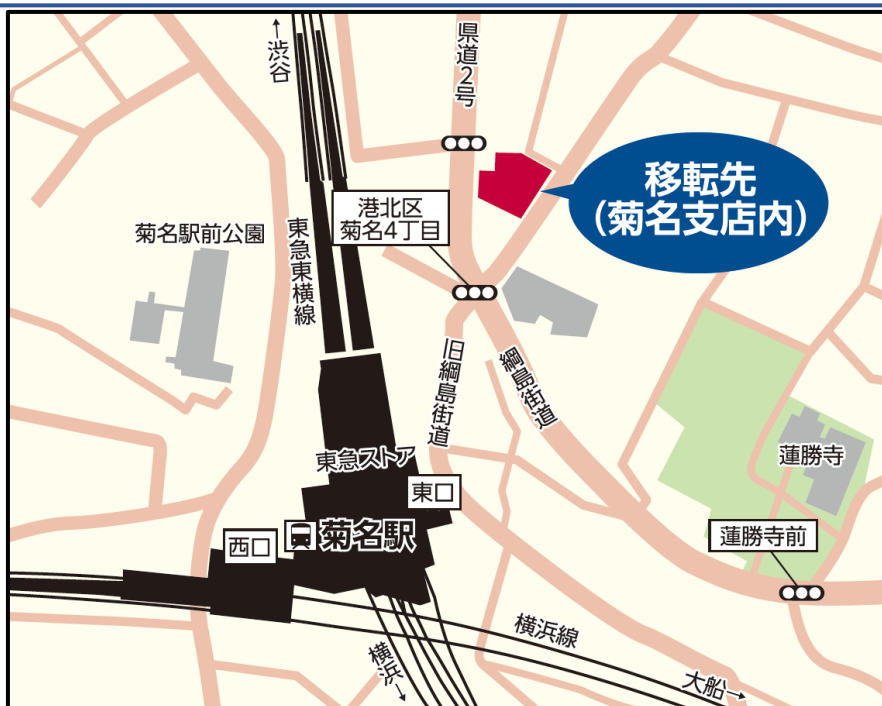 ←渋谷
県道2号
移転先
(菊名支店内)
港北区
菊名4丁目
菊名駅前公園
東急東横線
旧綱島街道
綱島街道
東急ストア
蓮勝寺
東口
菊名駅
西口
蓮勝寺前
横浜線
横浜→
大船→